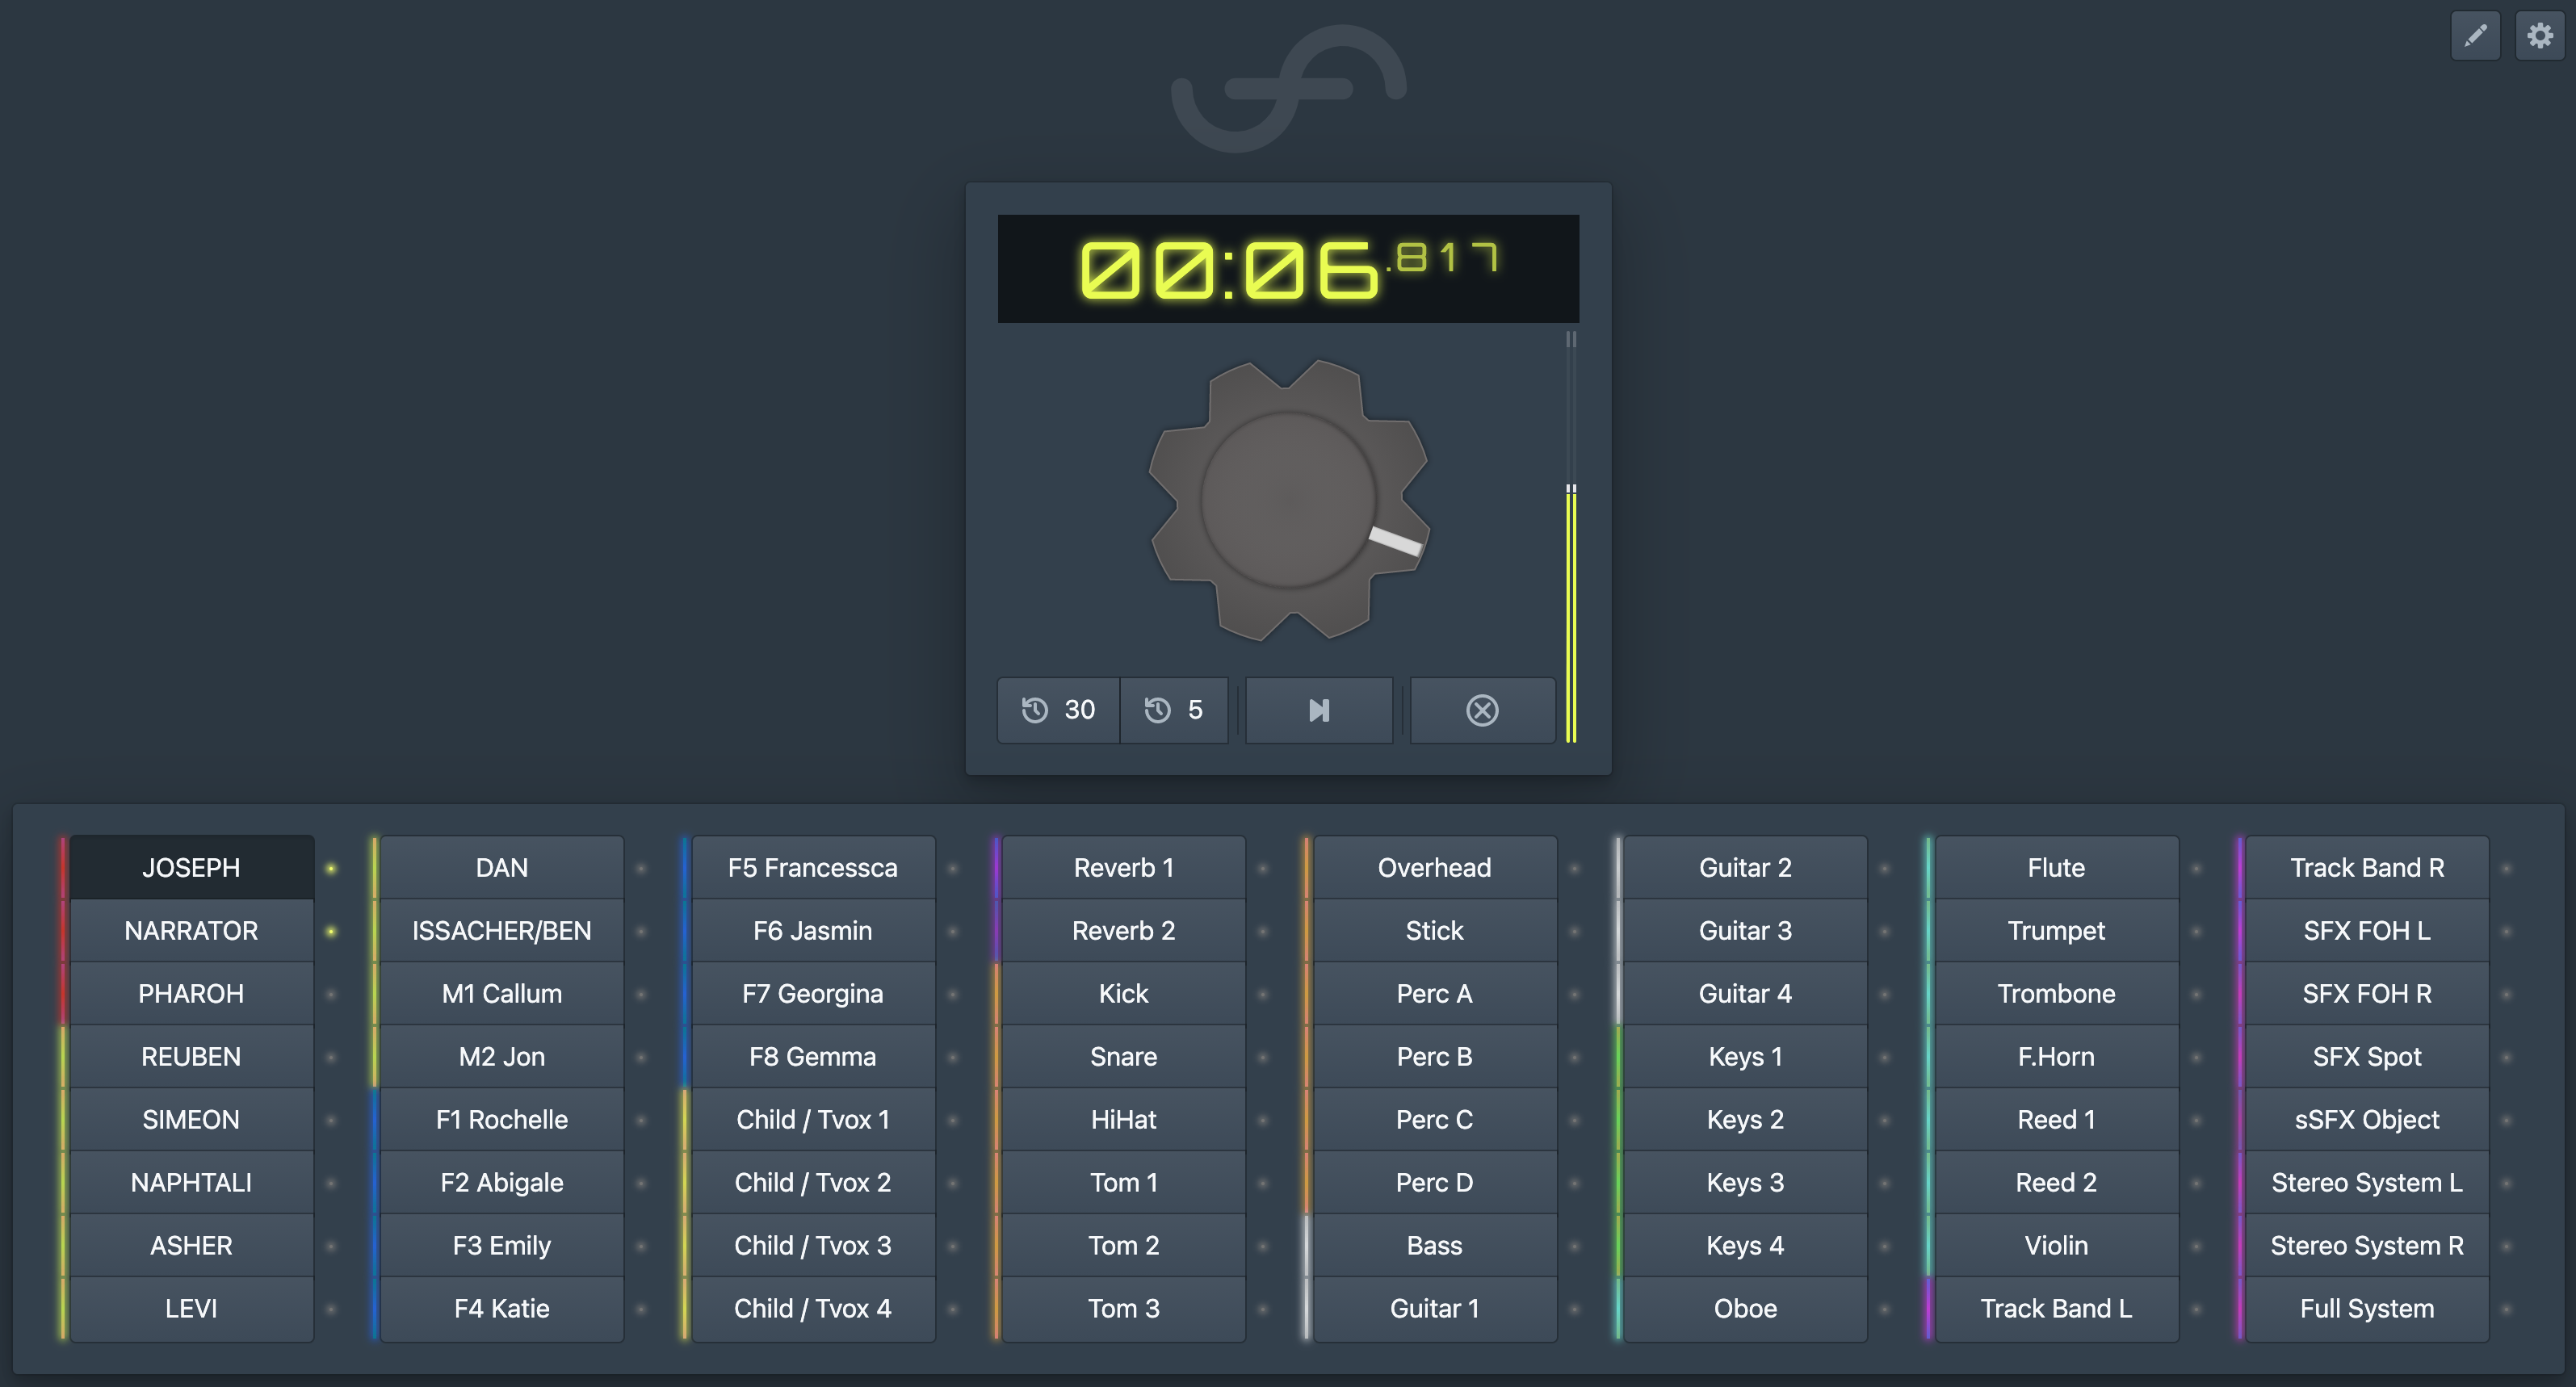 00:06.817
30
5
JOSEPH
NARRATOR
PHAROH
REUBEN
SIMEON
NAPHTALI
ASHER
LEVI
DAN
ISSACHER/BEN
M1 Callum
M2 Jon
F1 Rochelle
F2 Abigale
F3 Emily
F4 Katie
F5 Francessca
F6 Jasmin
F7 Georgina
F8 Gemma
Child / Tvox 1
Child / Tvox 2
Child / Tvox 3
Child / Tvox 4
Reverb 1
Reverb 2
Kick
Snare
HiHat
Tom 1
Tom 2
Tom 3
Overhead
Stick
Perc A
Perc B
Perc C
Perc D
Bass
Guitar 1
Guitar 2
Guitar 3
Guitar 4
Keys 1
Keys 2
Keys 3
Keys 4
Oboe
Flute
Trumpet
Trombone
F.Horn
Reed 1
Reed 2
Violin
Track Band L
Track Band R
SFX FOH L
SFX FOH R
SFX Spot
sSFX Object
Stereo System L
Stereo System R
Full System